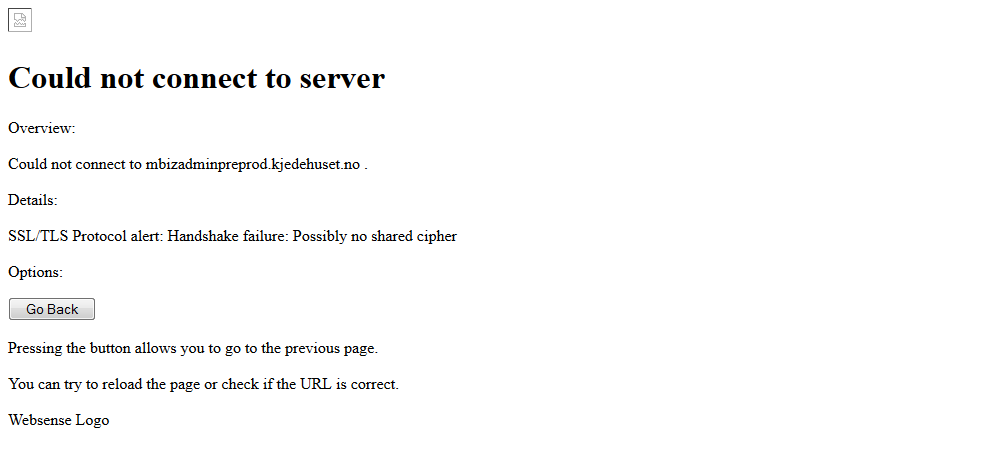 Could not connect to server
Overview:
Could not connect to mbizadminpreprod.kjedehuset.no .
Details:
SSL/TLS Protocol alert: Handshake failure: Possibly no shared cipher
Options:
Go Back
Pressing the button allows you to go to the previous page.
You can try to reload the page or check if the URL is correct.
Websense Logo